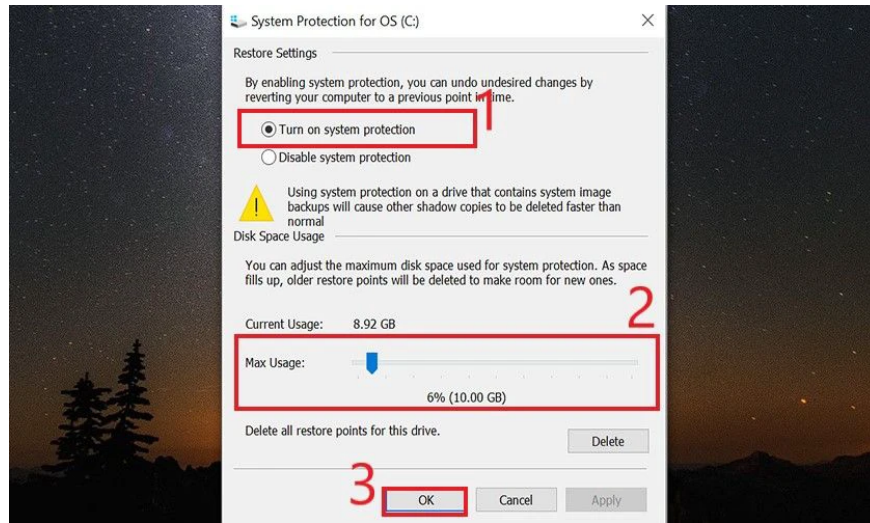 System Protection for OS (C:)
Restore Settings
By enabling system protection, you can undo undesired changes by
reverting your computer to a previous point in time.
1
Turn on system protection
Disable system protection
Using system protection on a drive that contains system image
backups will cause other shadow copies to be deleted faster than
normal
Disk Space Usage
You can adjust the maximum disk space used for system protection. As space
fills up, older restore points will be deleted to make room for new ones.
2
Current Usage: 8.92 GB
Max Usage:
6% (10.00 GB)
Delete all restore points for this drive.
Delete
3
OK Cancel Apply